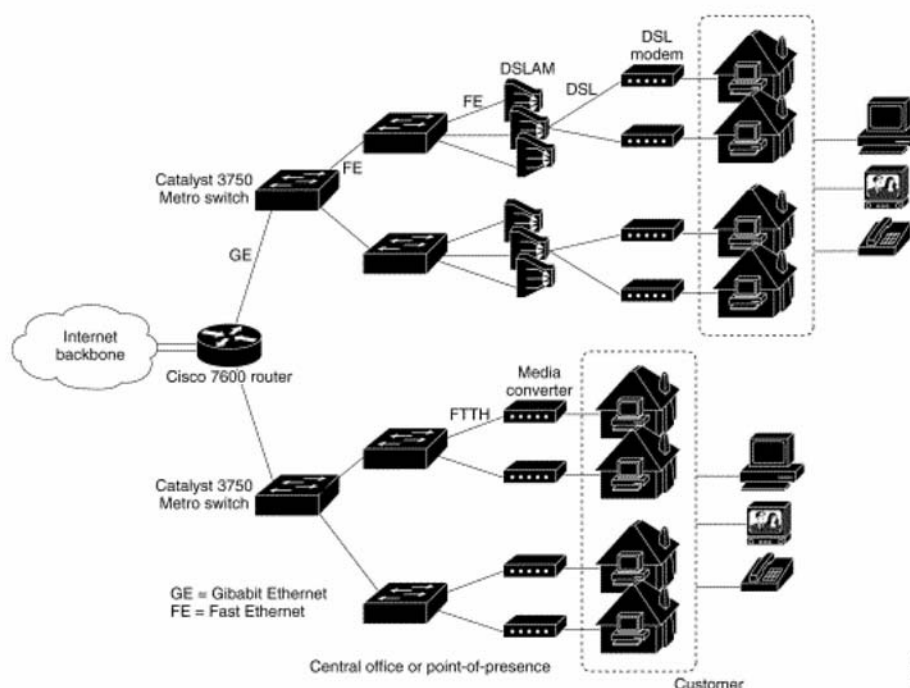 DSL
modem
DSLAM
DSL
FE
FE
Catalyst 3750
Metro switch
GE
Internet
backbone
Cisco 7600 router
Media
converter
FTTH
Catalyst 3750
Metro switch
GE = Gibabit Ethernet
FE = Fast Ethernet
Central office or point-of-presence
Customer